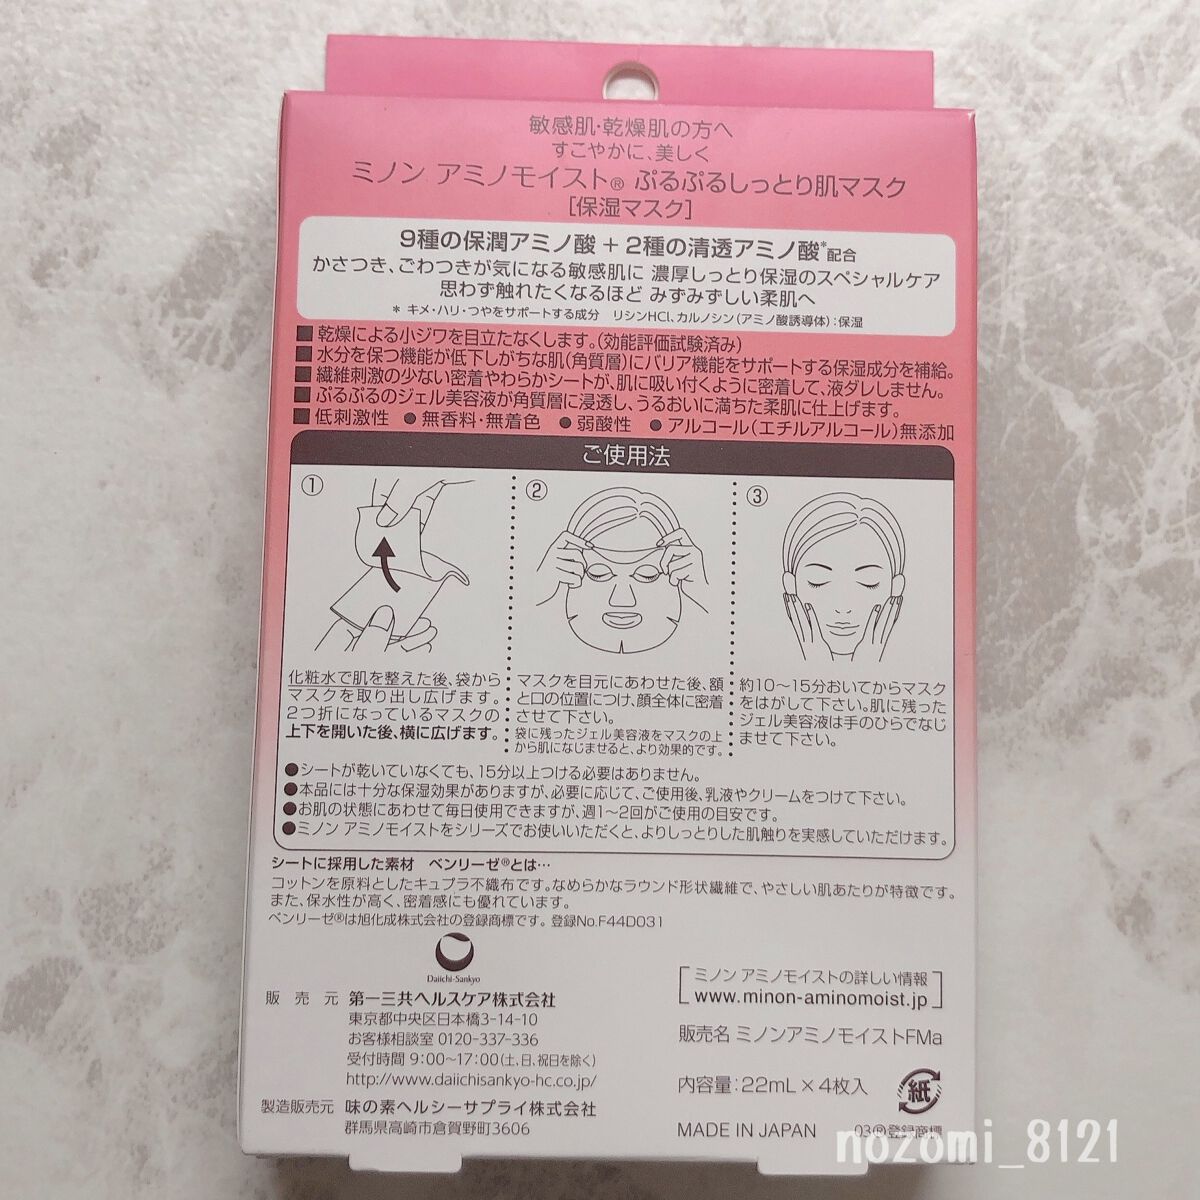 敏感肌・乾燥肌の方へ
すこやかに、美しく
ミノン アミノモイスト® ぷるぷるしっとり肌マスク
[保湿マスク]
9種の保潤アミノ酸 + 2種の清透アミノ酸*配合
かさつき、ごわつきが気になる敏感肌に 濃厚しっとり保湿のスペシャルケア
思わず触れたくなるほど みずみずしい柔肌へ
* キメ・ハリ・つやをサポートする成分 リシンHCl、カルノシン(アミノ酸誘導体):保湿
■ 乾燥による小ジワを目立たなくします。(効能評価試験済み)
■ 水分を保つ機能が低下しがちな肌(角質層)にバリア機能をサポートする保湿成分を補給。
■ 繊維刺激の少ない密着やわらかシートが、肌に吸い付くように密着して、液ダレしません。
■ ぷるぷるのジェル美容液が角質層に浸透し、うるおいに満ちた柔肌に仕上げます。
■ 低刺激性 ● 無香料・無着色 ● 弱酸性 ● アルコール(エチルアルコール)無添加
ご使用法
①
化粧水で肌を整えた後、袋から
マスクを取り出し広げます。
2つ折になっているマスクの
上下を開いた後、横に広げます。
②
マスクを目元にあわせた後、額
と口の位置につけ、顔全体に密着
させて下さい。
袋に残ったジェル美容液をマスクの上
から肌になじませると、より効果的です。
③
約10〜15分おいてからマスク
をはがして下さい。肌に残った
ジェル美容液は手のひらでなじ
ませて下さい。
●シートが乾いていなくても、15分以上つける必要はありません。
●本品には十分な保湿効果がありますが、必要に応じて、ご使用後、乳液やクリームをつけて下さい。
●お肌の状態にあわせて毎日使用できますが、週1〜2回がご使用の目安です。
●ミノン アミノモイストをシリーズでお使いいただくと、よりしっとりした肌触りを実感していただけます。
シートに採用した素材 ベンリーゼ®とは…
コットンを原料としたキュプラ不織布です。なめらかなラウンド形状繊維で、やさしい肌あたりが特徴です。
また、保水性が高く、密着感にも優れています。
ベンリーゼ®は旭化成株式会社の登録商標です。登録No.F44D031
Daiichi-Sankyo
販売元 第一三共ヘルスケア株式会社
東京都中央区日本橋3-14-10
お客様相談室 0120-337-336
受付時間 9:00〜17:00(土、日、祝日を除く)
http://www.daiichisankyo-hc.co.jp/
製造販売元 味の素ヘルシーサプライ株式会社
群馬県高崎市倉賀野町3606
ミノン アミノモイストの詳しい情報
www.minon-aminomoist.jp
販売名 ミノンアミノモイストFMa
内容量:22mL×4枚入
紙
MADE IN JAPAN
03®登録商標
nozomi_8121